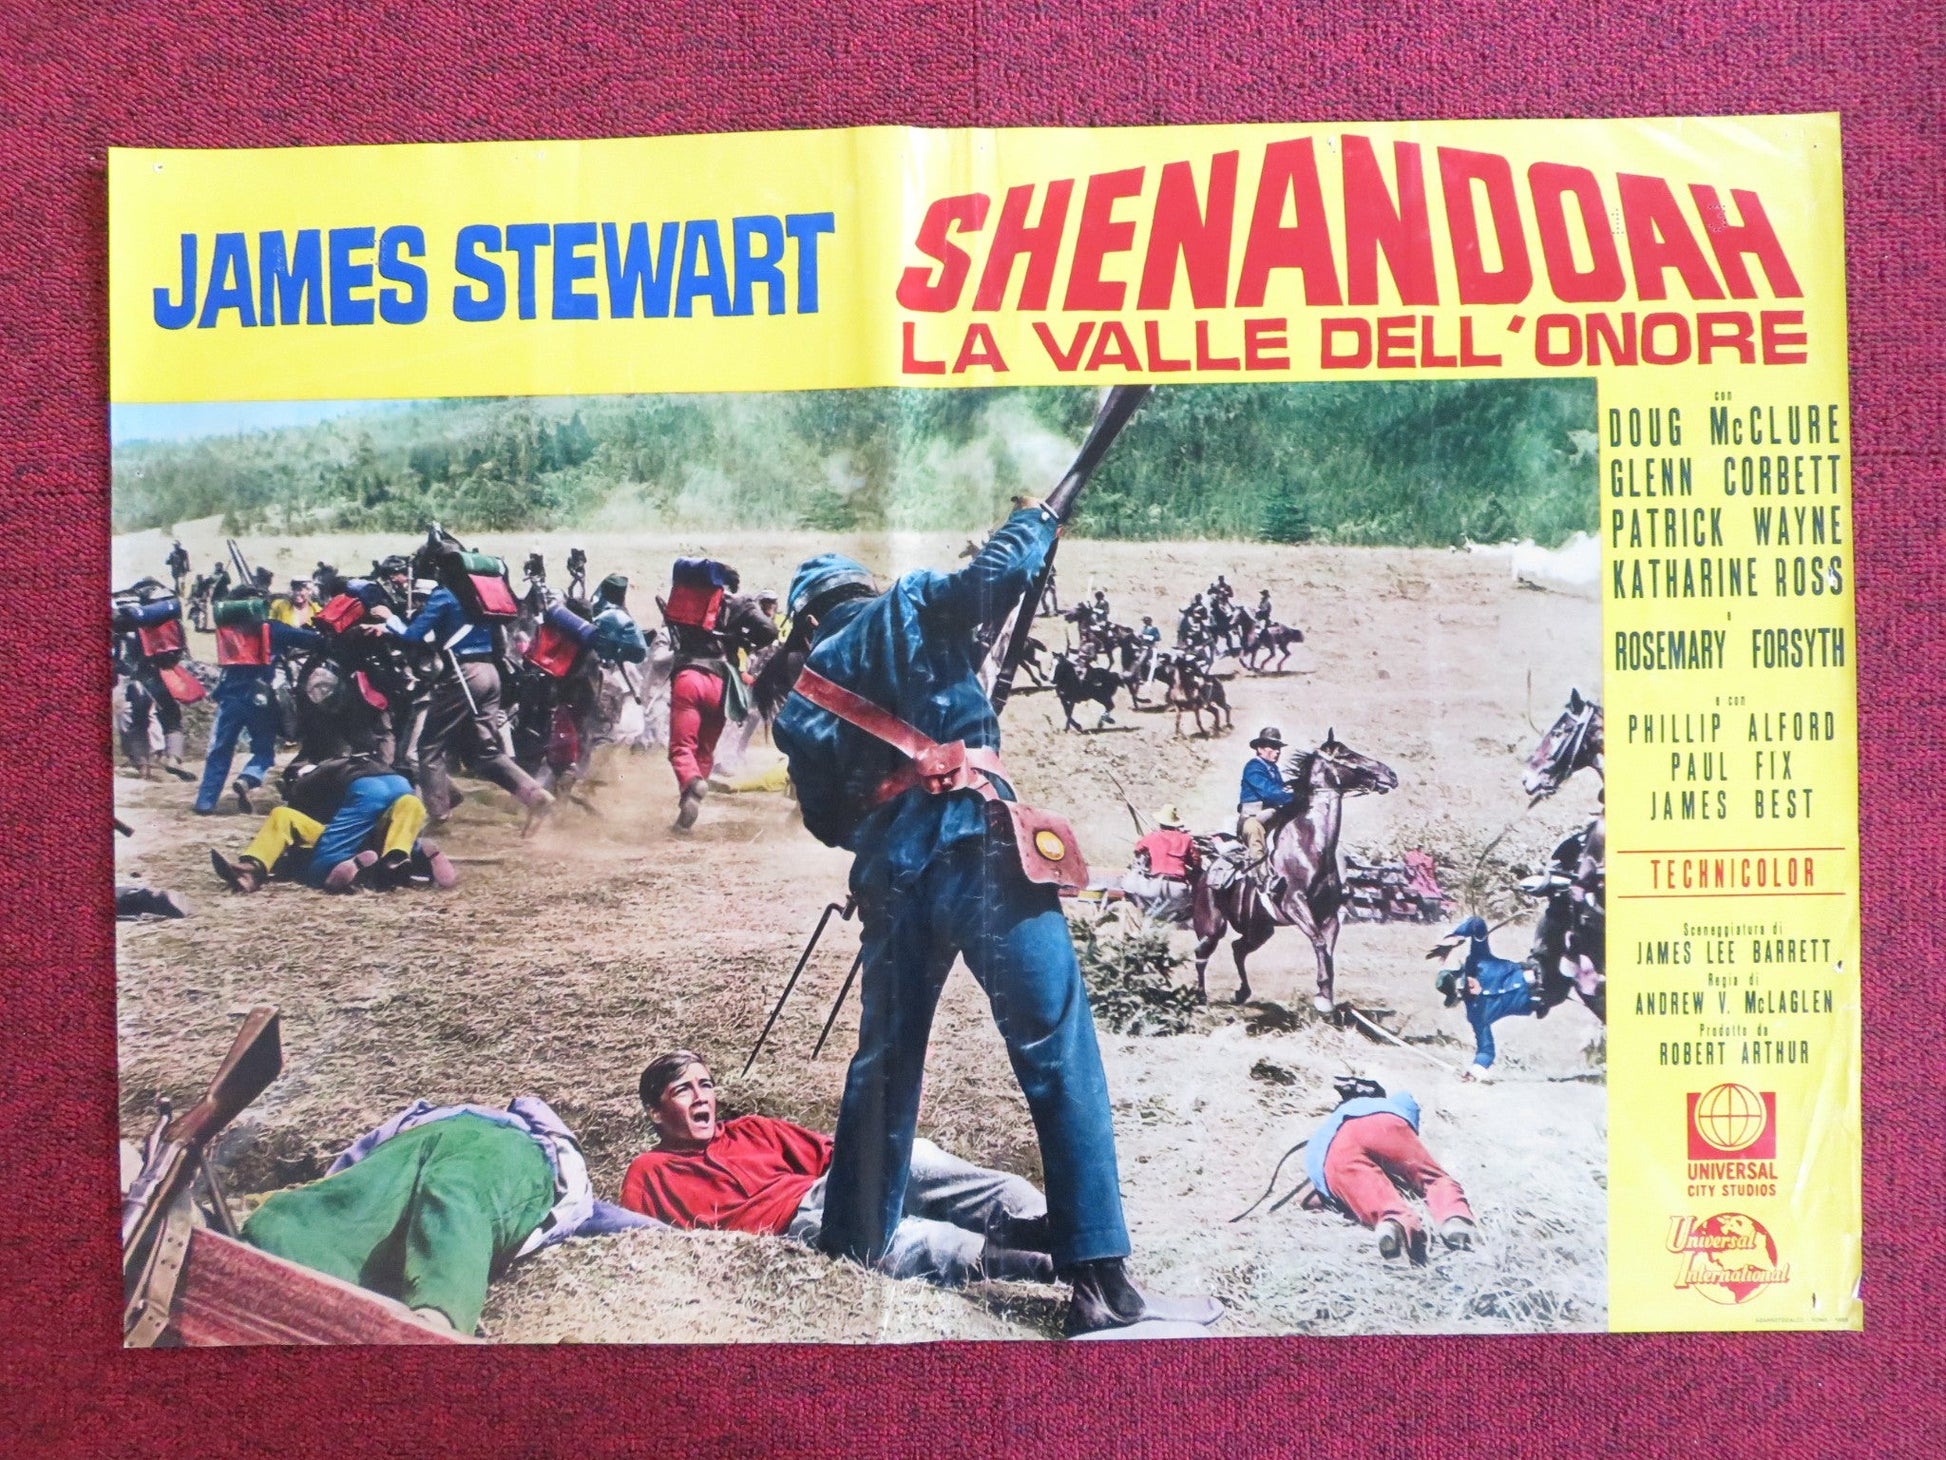 JAMES STEWART
SHENANDOAH
LA VALLE DELL'ONORE
con
DOUG McCLURE
GLENN CORBETT
PATRICK WAYNE
KATHARINE ROSS
e
ROSEMARY FORSYTH
e con
PHILLIP ALFORD
PAUL FIX
JAMES BEST
TECHNICOLOR
Sceneggiatura di
JAMES LEE BARRETT
Regia di
ANDREW V. McLAGLEN
Prodotto da
ROBERT ARTHUR
UNIVERSAL
CITY STUDIOS
Universal
International